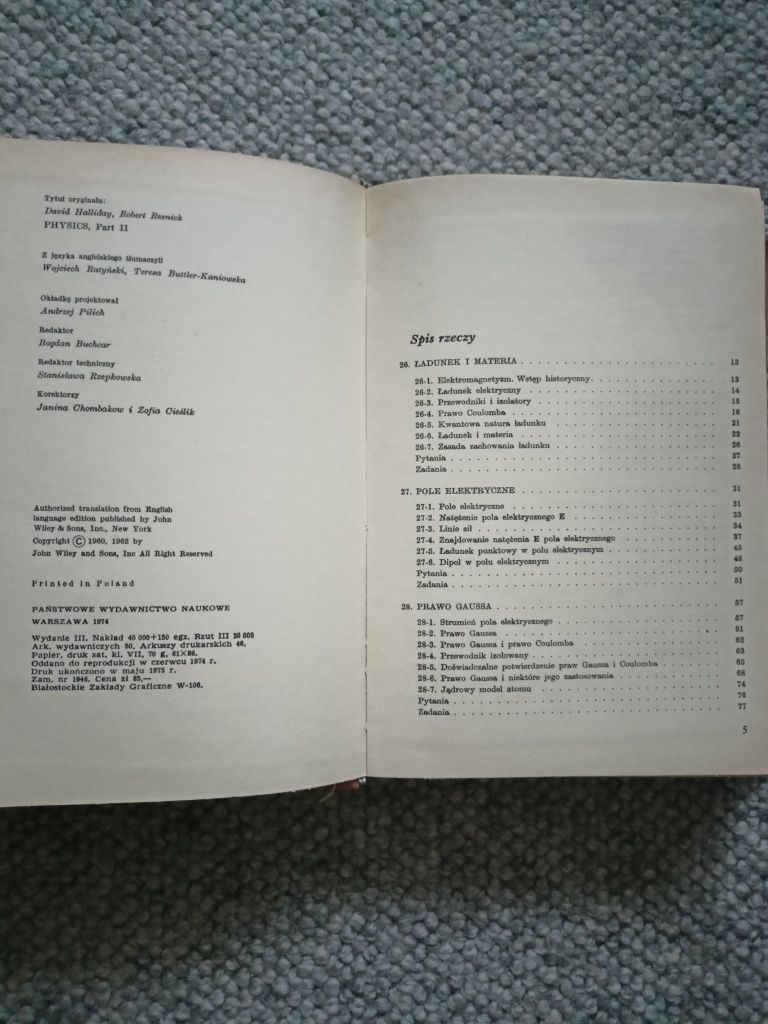 Tytuł oryginału:
David Halliday, Robert Resnick
PHYSICS, Part II
Z języka angielskiego tłumaczyli
Wojciech Ratyński, Teresa Buttler-Kaniowska
Okładkę projektował
Andrzej Pilich
Redaktor
Bogdan Buchcar
Redaktor techniczny
Stanisława Rzepkowska
Korektorzy
Janina Chombakow i Zofia Cieślik
Authorized translation from English
language edition published by John
Wiley & Sons, Inc., New York
Copyright © 1960, 1962 by
John Wiley and Sons, Inc All Right Reserved
Printed in Poland
PAŃSTWOWE WYDAWNICTWO NAUKOWE
WARSZAWA 1974
Wydanie III. Nakład 40 000+150 egz. Rzut III 20 000
Ark. wydawniczych 50, Arkuszy drukarskich 46.
Papier, druk sat. kl. VII, 70 g, 61×86.
Oddano do reprodukcji w czerwcu 1974 r.
Druk ukończono w maju 1975 r.
Zam. nr 1946. Cena zł 85,—
Białostockie Zakłady Graficzne W-106.
Spis rzeczy
26. ŁADUNEK I MATERIA 13
26-1. Elektromagnetyzm. Wstęp historyczny. 13
26-2. Ładunek elektryczny 14
26-3. Przewodniki i izolatory 15
26-4. Prawo Coulomba 16
26-5. Kwantowa natura ładunku 21
26-6. Ładunek i materia 22
26-7. Zasada zachowania ładunku 26
Pytania 27
Zadania 28
27. POLE ELEKTRYCZNE 31
27-1. Pole elektryczne 31
27-2. Natężenie pola elektrycznego E 33
27-3. Linie sił 34
27-4. Znajdowanie natężenia E pola elektrycznego 37
27-5. Ładunek punktowy w polu elektrycznym 45
27-6. Dipol w polu elektrycznym 48
Pytania 50
Zadania 51
28. PRAWO GAUSSA 57
28-1. Strumień pola elektrycznego 57
28-2. Prawo Gaussa 61
28-3. Prawo Gaussa i prawo Coulomba 62
28-4. Przewodnik izolowany 63
28-5. Doświadczalne potwierdzenie praw Gaussa i Coulomba 65
28-6. Prawo Gaussa i niektóre jego zastosowania 68
28-7. Jądrowy model atomu 74
Pytania 76
Zadania 77
5